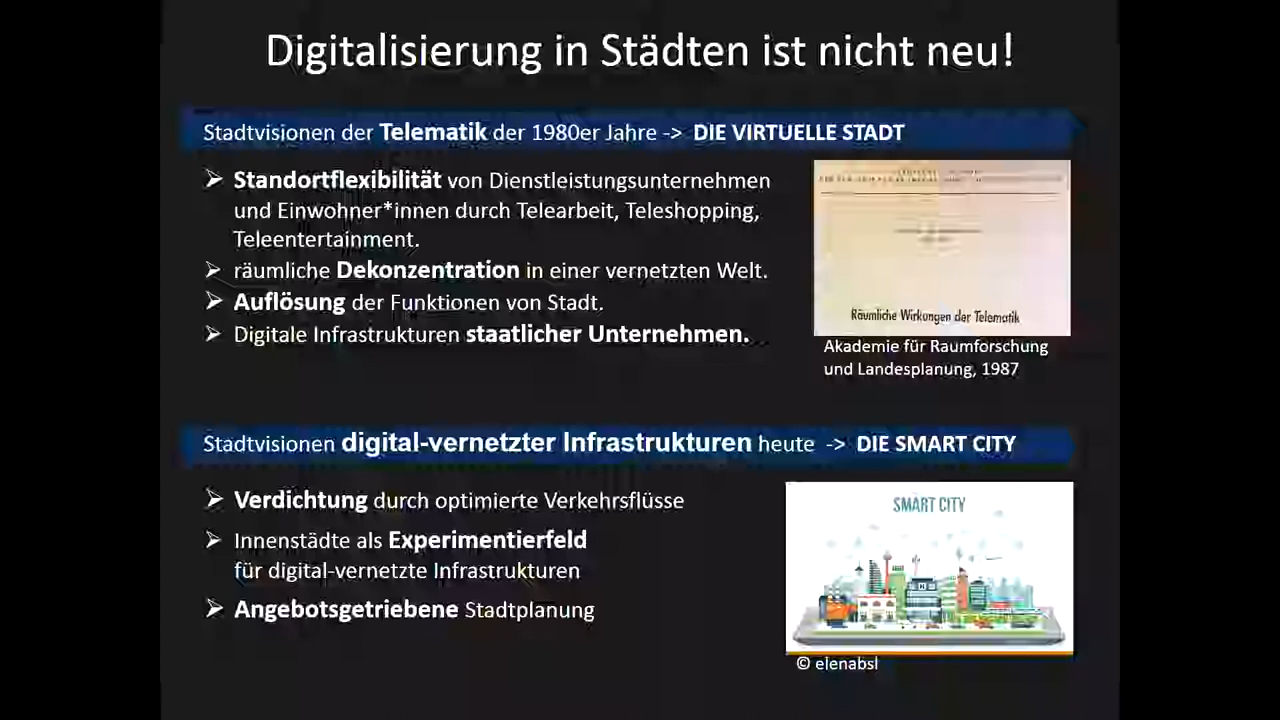 Digitalisierung in Städten ist nicht neu!
Stadtvisionen der Telematik der 1980er Jahre -> DIE VIRTUELLE STADT
➢ Standortflexibilität von Dienstleistungsunternehmen
und Einwohner*innen durch Telearbeit, Teleshopping,
Teleentertainment.
➢ räumliche Dekonzentration in einer vernetzten Welt.
➢ Auflösung der Funktionen von Stadt.
➢ Digitale Infrastrukturen staatlicher Unternehmen.
Räumliche Wirkungen der Telematik
Akademie für Raumforschung
und Landesplanung, 1987
Stadtvisionen digital-vernetzter Infrastrukturen heute -> DIE SMART CITY
➢ Verdichtung durch optimierte Verkehrsflüsse
➢ Innenstädte als Experimentierfeld
für digital-vernetzte Infrastrukturen
➢ Angebotsgetriebene Stadtplanung
SMART CITY
© elenabsl